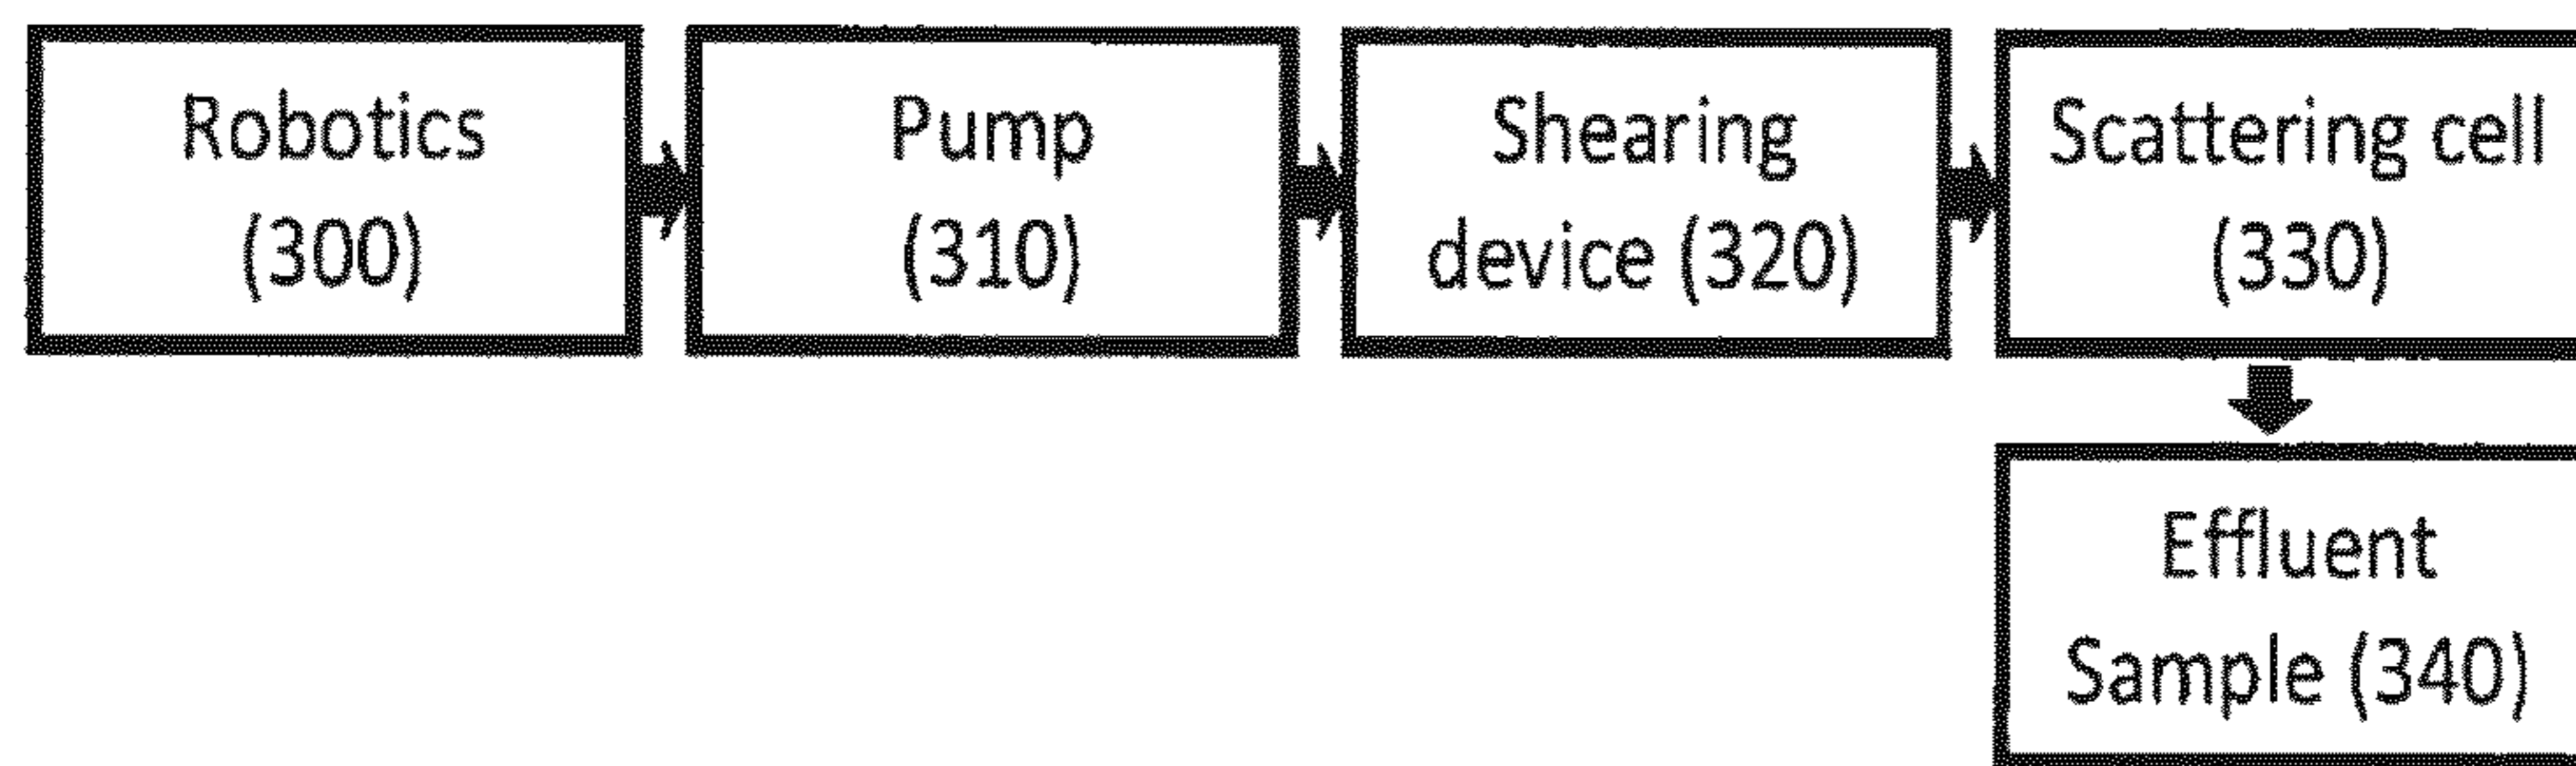 Robotics
(300)
Pump
(310)
Shearing
device (320)
Scattering cell
(330)
Effluent
Sample (340)